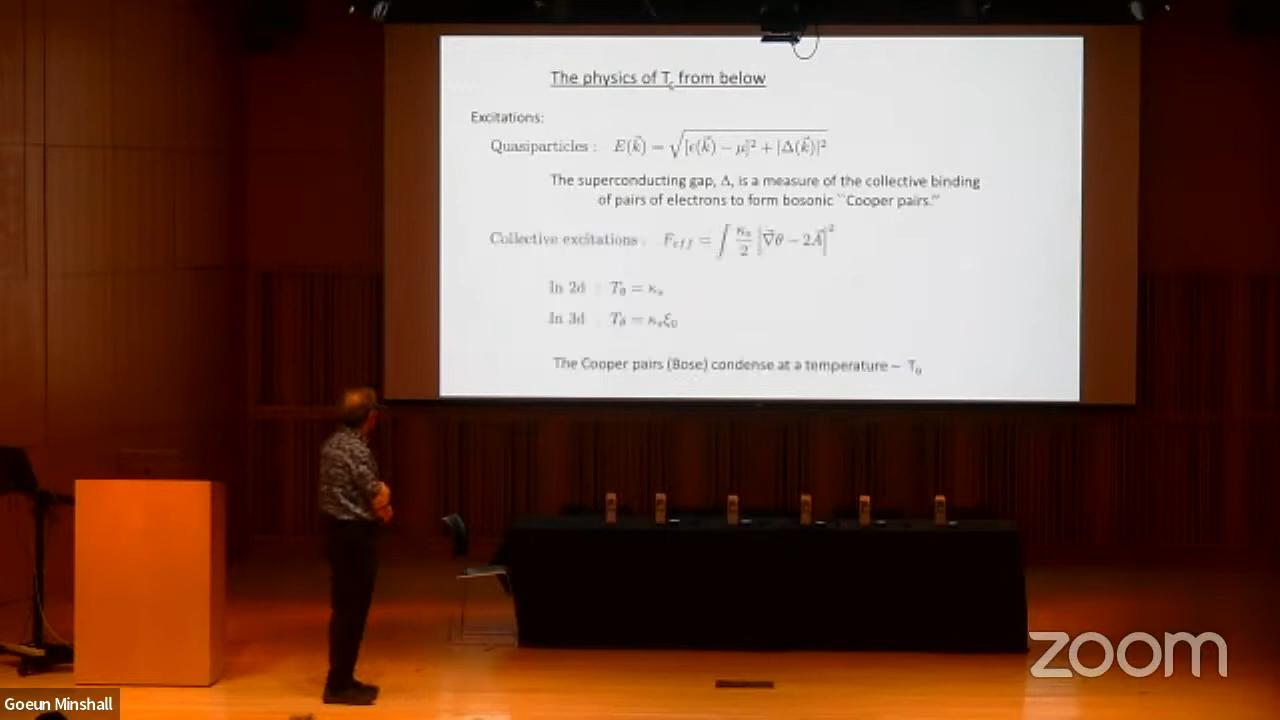 The physics of T_c from below
Excitations:
Quasiparticles : E(k⃗) = √([ϵ(k⃗) − μ]² + |Δ(k⃗)|²)
The superconducting gap, Δ, is a measure of the collective binding
of pairs of electrons to form bosonic ``Cooper pairs.”
Collective excitations : F_eff = ∫ κ_s/2 |∇⃗θ − 2A⃗|²
In 2d : T_θ = κ_s
In 3d : T_θ = κ_s ξ_0
The Cooper pairs (Bose) condense at a temperature ~ T_θ
zoom
Goeun Minshall